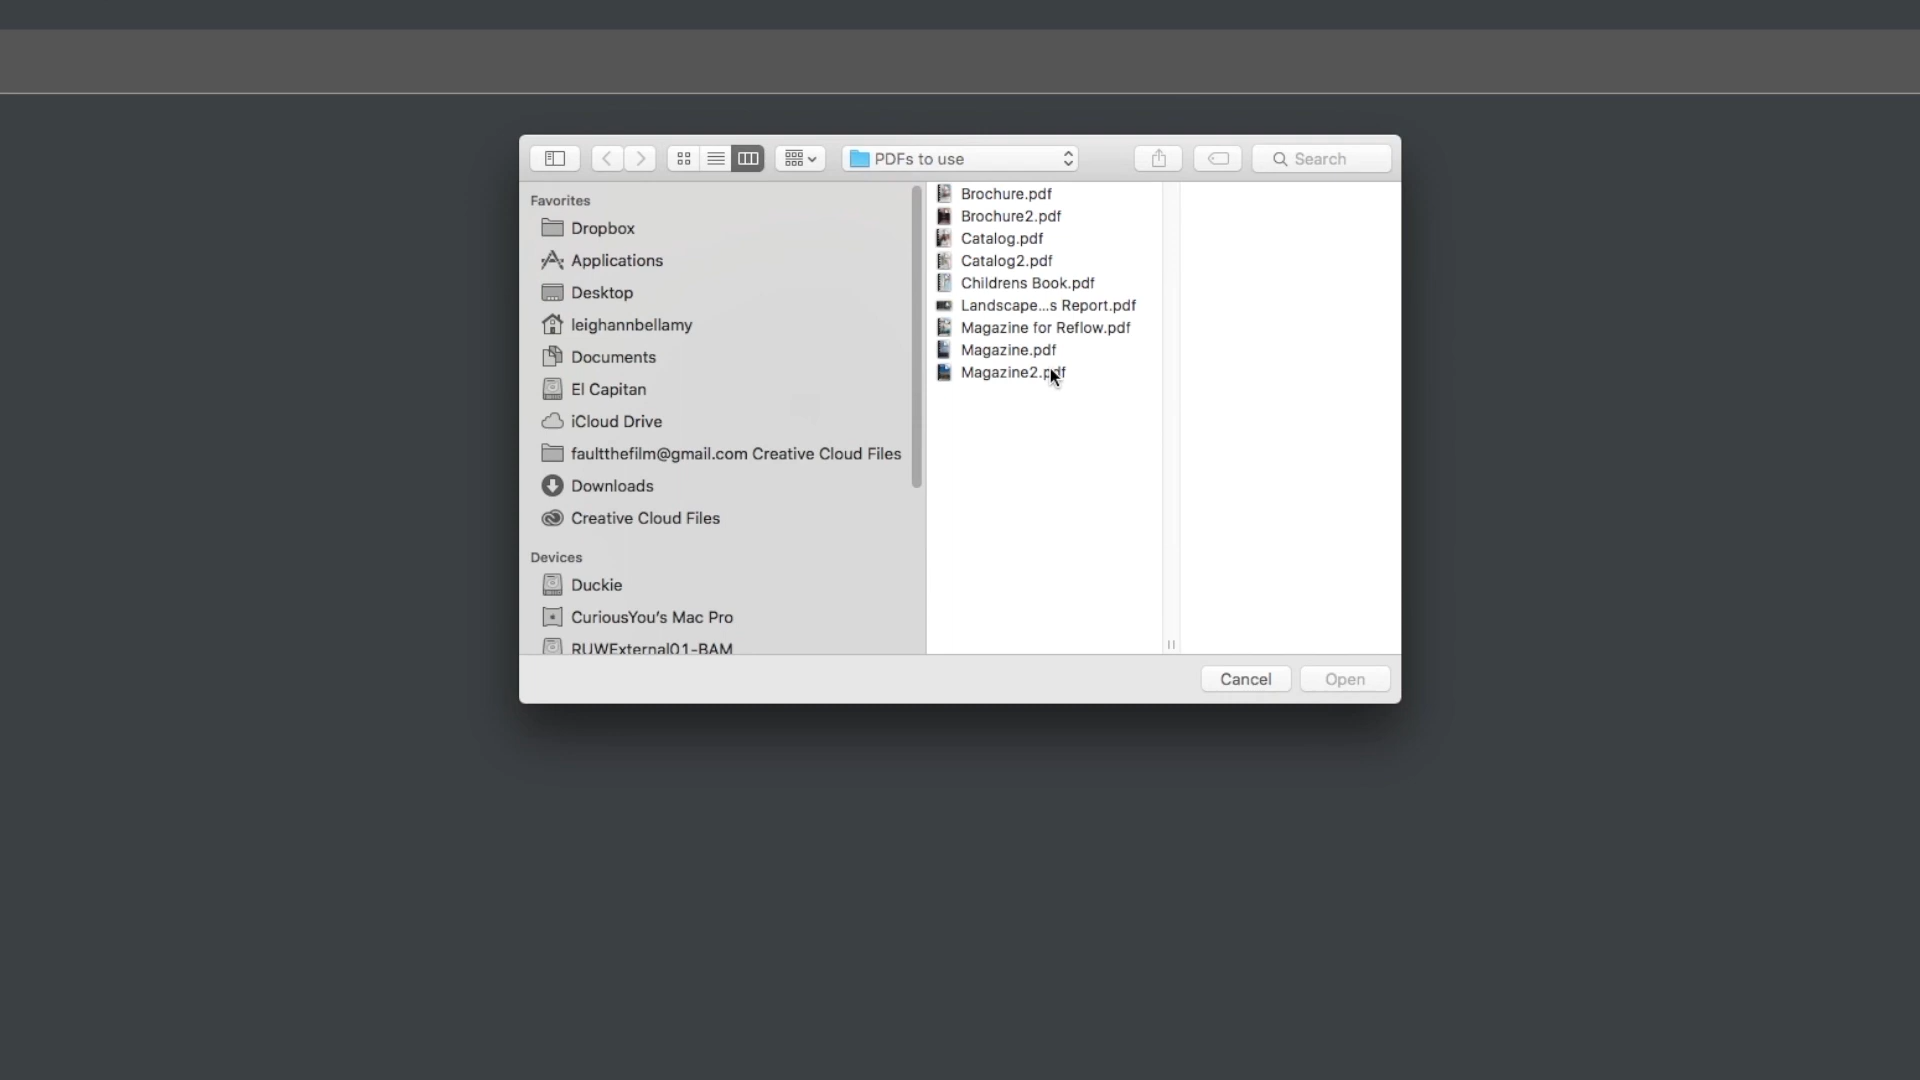 PDFs to use
Search
Favorites
Dropbox
Applications
Desktop
leighannbellamy
Documents
El Capitan
iCloud Drive
faultthefilm@gmail.com Creative Cloud Files
Downloads
Creative Cloud Files
Devices
Duckie
CuriousYou's Mac Pro
RUWExternal01-BAM
Brochure.pdf
Brochure2.pdf
Catalog.pdf
Catalog2.pdf
Childrens Book.pdf
Landscape...s Report.pdf
Magazine for Reflow.pdf
Magazine.pdf
Magazine2.pdf
Cancel
Open